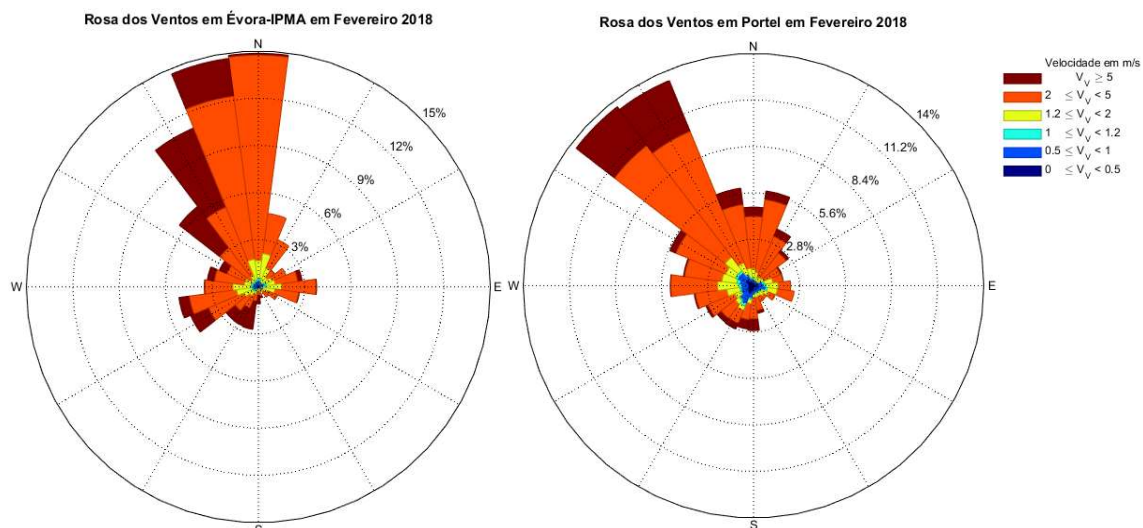 Rosa dos Ventos em Évora-IPMA em Fevereiro 2018
N
15%
12%
9%
6%
3%
W
E
S
Rosa dos Ventos em Portel em Fevereiro 2018
N
14%
11.2%
8.4%
5.6%
2.8%
W
E
S
Velocidade em m/s
V_V ≥ 5
2 ≤ V_V < 5
1.2 ≤ V_V < 2
1 ≤ V_V < 1.2
0.5 ≤ V_V < 1
0 ≤ V_V < 0.5